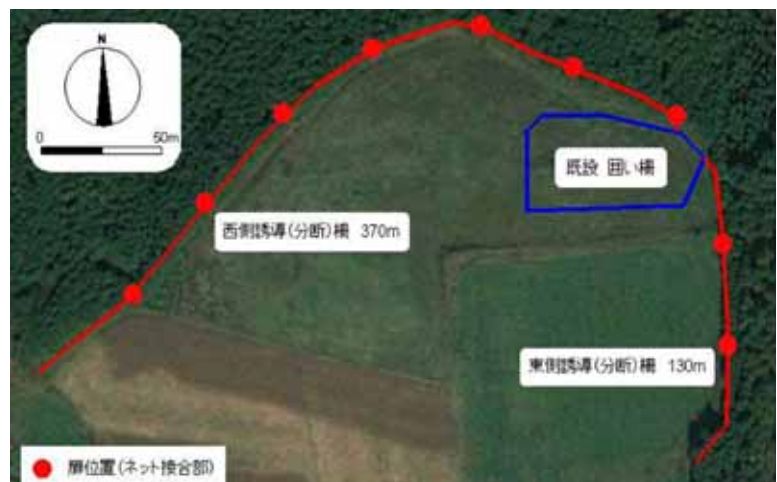 N
0 50m
既設 囲い柵
西側誘導(分断)柵 370m
東側誘導(分断)柵 130m
扉位置(ネット接合部)